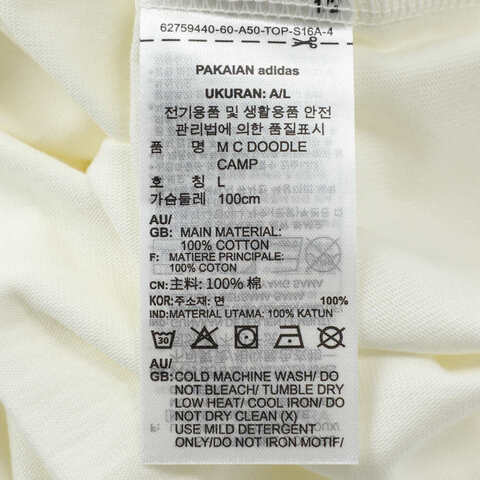 62759440-60-A50-TOP-S16A-4
PAKAIAN adidas
UKURAN: A/L
전기용품 및 생활용품 안전
관리법에 의한 품질표시
품 명 M C DOODLE
CAMP
호 칭 L
가슴둘레 100cm
AU/
GB: MAIN MATERIAL:
100% COTTON
F: MATIERE PRINCIPALE:
100% COTON
CN: 主料: 100% 棉
KOR: 주소재: 면 100%
IND: MATERIAL UTAMA: 100% KATUN
30
AU/
GB: COLD MACHINE WASH/ DO
NOT BLEACH/ TUMBLE DRY
LOW HEAT/ COOL IRON/ DO
NOT DRY CLEAN (X)
USE MILD DETERGENT
ONLY/DO NOT IRON MOTIF/